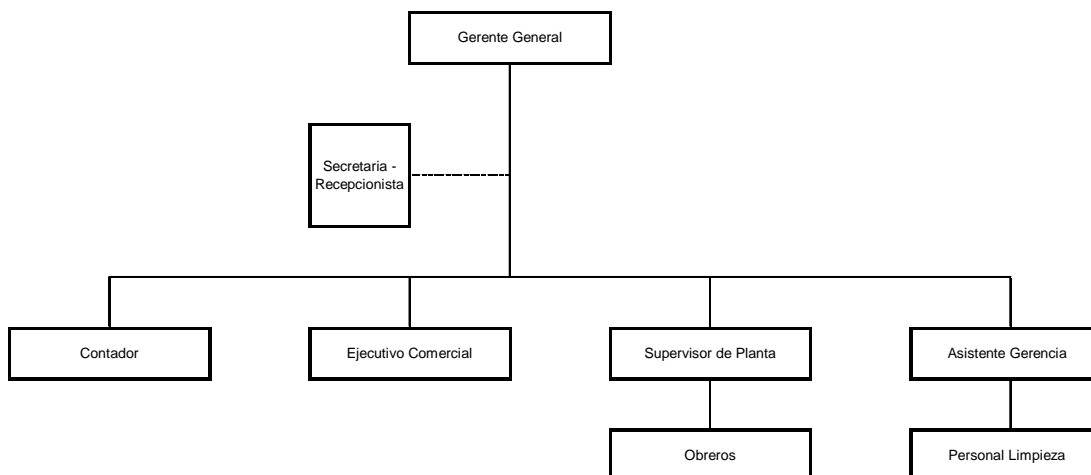 Gerente General
Secretaria -
Recepcionista
Contador
Ejecutivo Comercial
Supervisor de Planta
Asistente Gerencia
Obreros
Personal Limpieza